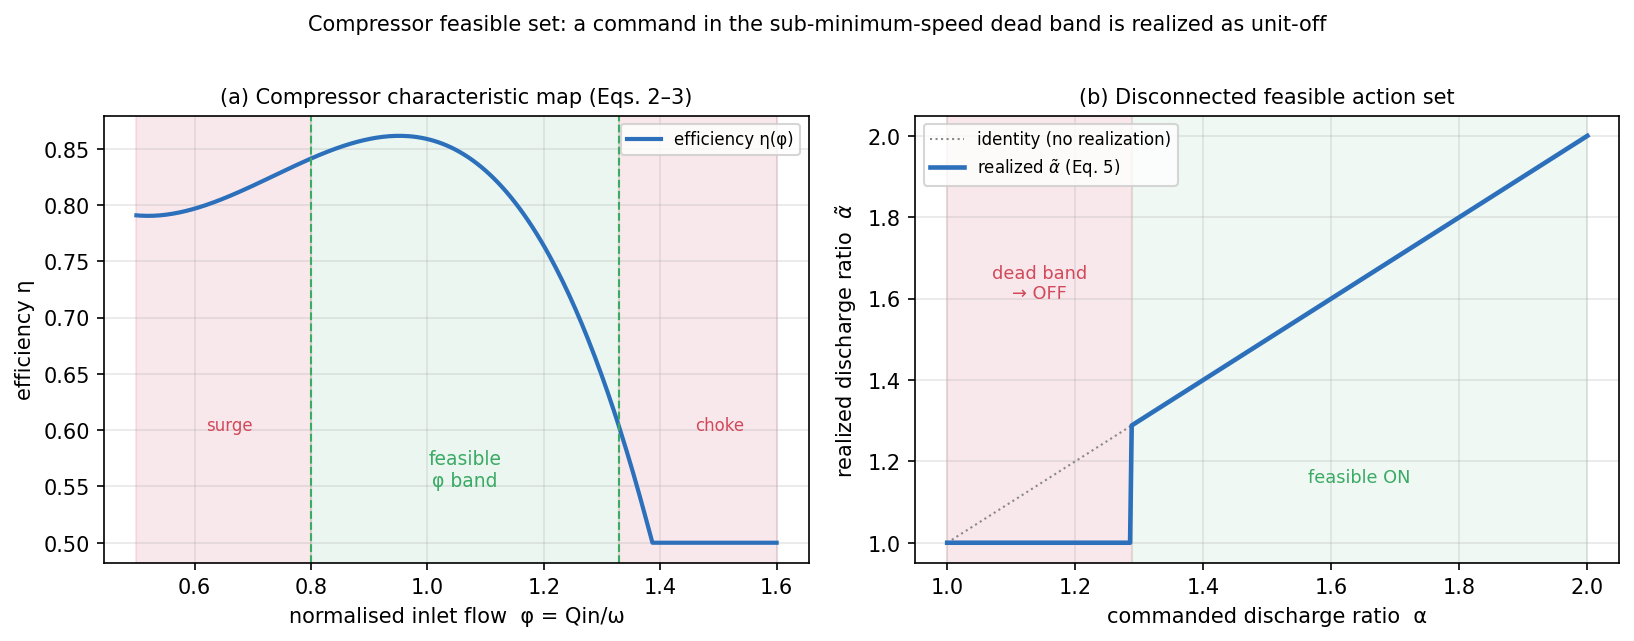 Compressor feasible set: a command in the sub-minimum-speed dead band is realized as unit-off
(a) Compressor characteristic map (Eqs. 2–3)
efficiency η(φ)
0.85
0.80
0.75
0.70
0.65
0.60
0.55
0.50
efficiency η
surge
feasible
φ band
choke
0.6
0.8
1.0
1.2
1.4
1.6
normalised inlet flow φ = Qin/ω
(b) Disconnected feasible action set
identity (no realization)
realized α̃ (Eq. 5)
2.0
1.8
1.6
1.4
1.2
1.0
realized discharge ratio α̃
dead band
→ OFF
feasible ON
1.0
1.2
1.4
1.6
1.8
2.0
commanded discharge ratio α